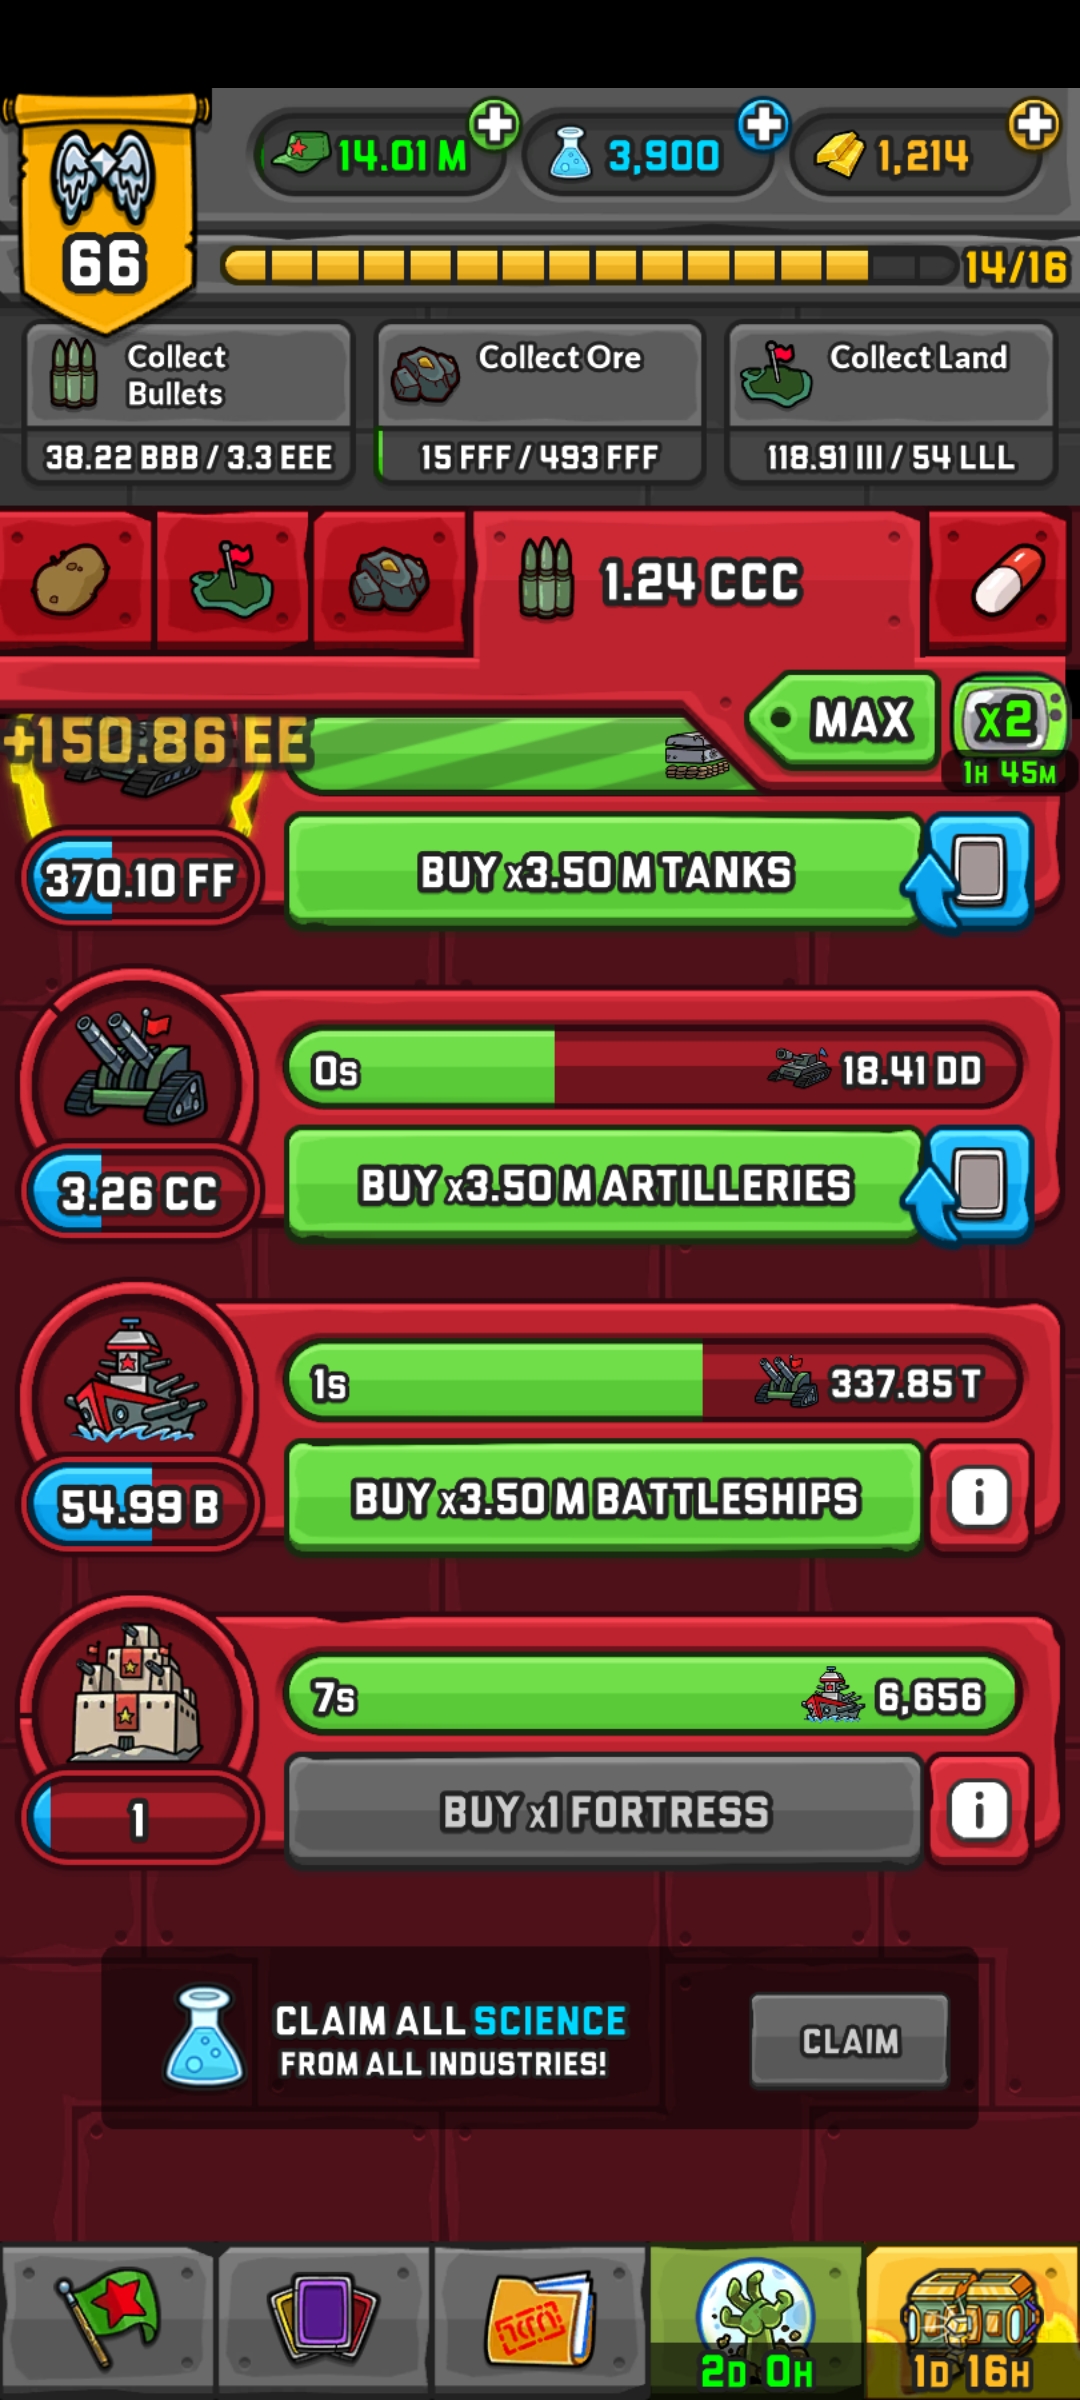 14.01 M
3,900
1,214
66
14/16
Collect
Bullets
Collect Ore
Collect Land
38.22 BBB / 3.3 EEE
15 FFF / 493 FFF
118.91 III / 54 LLL
1.24 CCC
MAX
x2
1H 45M
+150.86 EE
370.10 FF
BUY x3.50 M TANKS
0s
18.41 DD
3.26 CC
BUY x3.50 M ARTILLERIES
1s
337.85 T
54.99 B
BUY x3.50 M BATTLESHIPS
i
7s
6,656
1
BUY x1 FORTRESS
i
CLAIM ALL SCIENCE
FROM ALL INDUSTRIES!
CLAIM
2D 0H
1D 16H